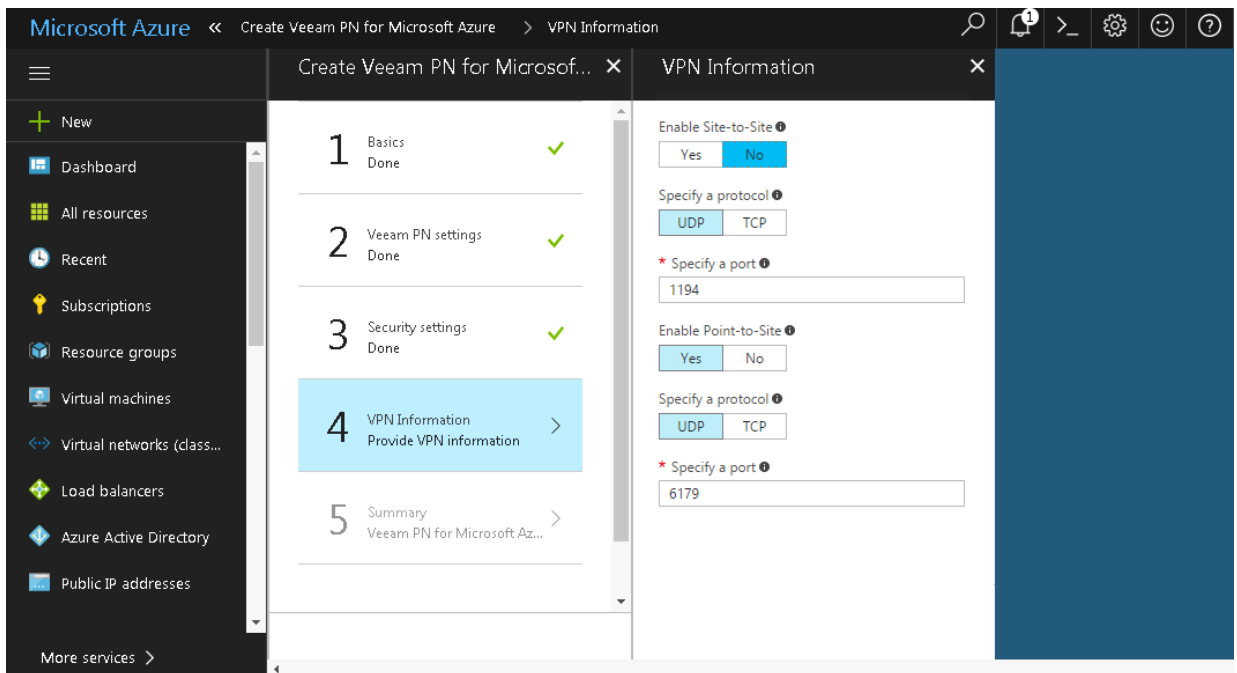 Microsoft Azure « Create Veeam PN for Microsoft Azure > VPN Information
1
New
Dashboard
All resources
Recent
Subscriptions
Resource groups
Virtual machines
Virtual networks (class...
Load balancers
Azure Active Directory
Public IP addresses
More services >
Create Veeam PN for Microsof...
1
Basics
Done
2
Veeam PN settings
Done
3
Security settings
Done
4
VPN Information
Provide VPN information
5
Summary
Veeam PN for Microsoft Az...
VPN Information
Enable Site-to-Site
Yes No
Specify a protocol
UDP TCP
* Specify a port
1194
Enable Point-to-Site
Yes No
Specify a protocol
UDP TCP
* Specify a port
6179